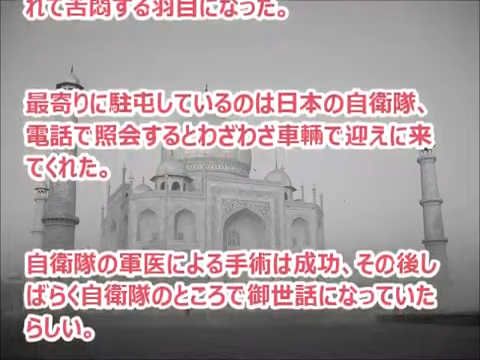 れて苦悶する羽目になった。
最寄りに駐屯しているのは日本の自衛隊、
電話で照会するとわざわざ車輌で迎えに来
てくれた。
自衛隊の軍医による手術は成功、その後し
ばらく自衛隊のところで御世話になっていた
らしい。